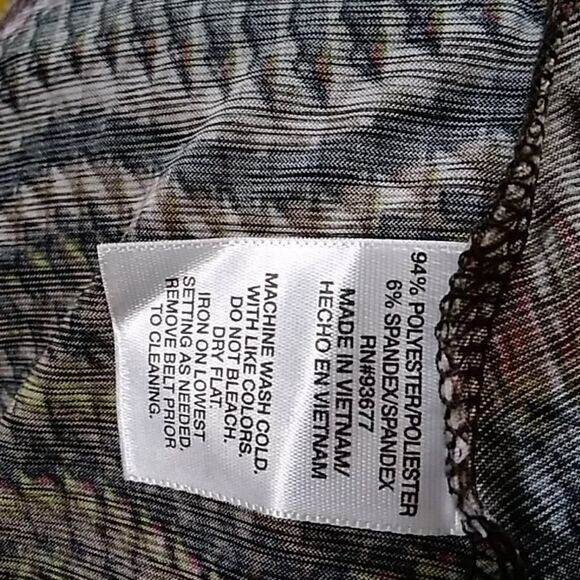 94% POLYESTER/POLIESTER
6% SPANDEX/SPANDEX
RN#93677
MADE IN VIETNAM/
HECHO EN VIETNAM
MACHINE WASH COLD,
WITH LIKE COLORS.
DO NOT BLEACH.
DRY FLAT.
IRON ON LOWEST
SETTING AS NEEDED.
REMOVE BELT PRIOR
TO CLEANING.